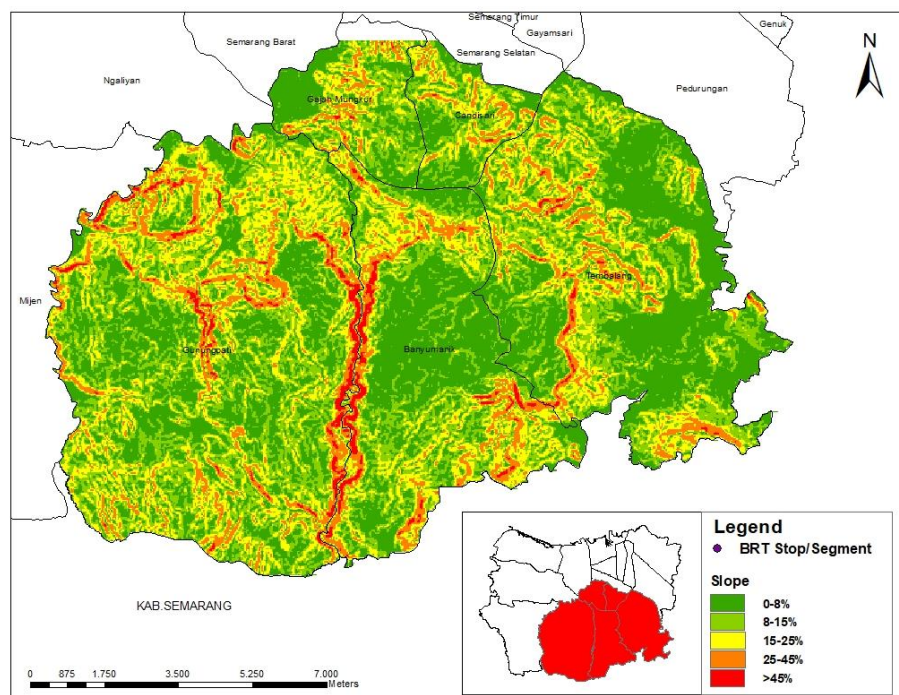 Semarang Timur
Genuk
Gayamsari
Semarang Barat
Semarang Selatan
N
Ngaliyan
Pedurungan
Gajah Mungkur
Candisari
Tembalang
Mijen
Gunungpati
Banyumanik
KAB.SEMARANG
Legend
BRT Stop/Segment
Slope
0-8%
8-15%
15-25%
25-45%
>45%
0 875 1.750 3.500 5.250 7.000
Meters